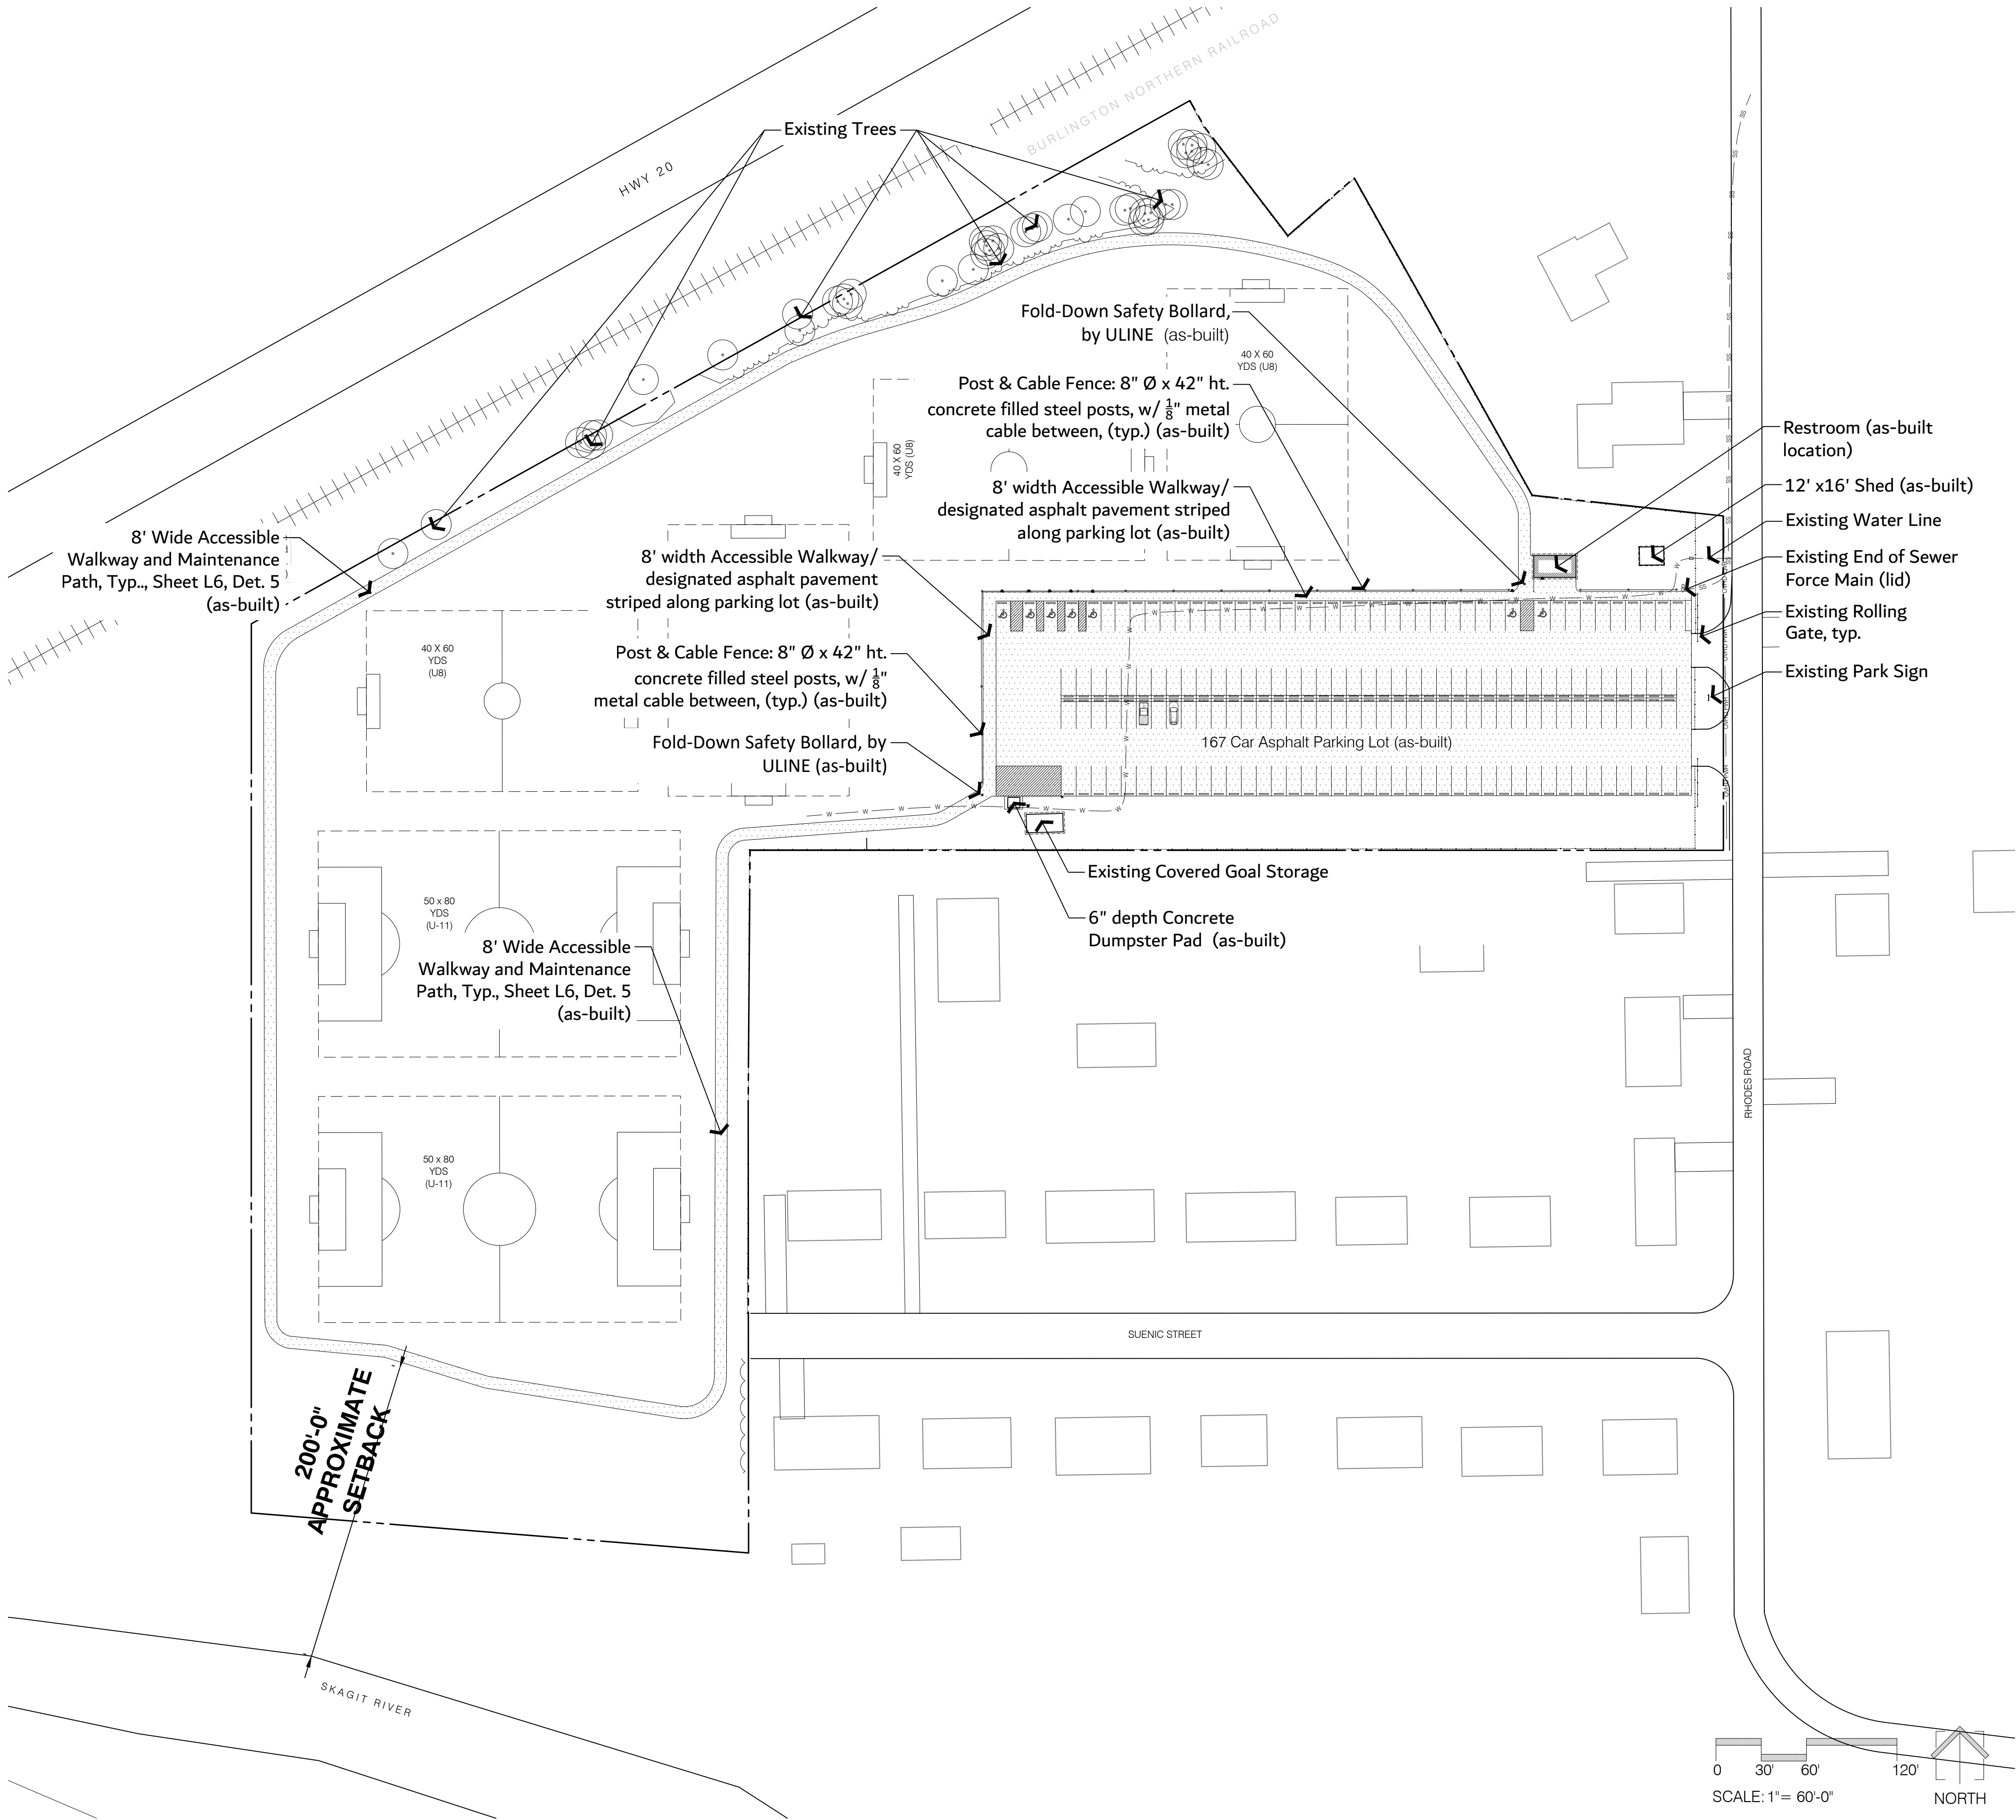 BURLINGTON NORTHERN RAILROAD
HWY 20
Existing Trees
Fold-Down Safety Bollard,
by ULINE (as-built)
40 X 60
YDS (U8)
Post & Cable Fence: 8" Ø x 42" ht.
concrete filled steel posts, w/ 1/8" metal
cable between, (typ.) (as-built)
40 X 60
YDS (U8)
8' width Accessible Walkway/
designated asphalt pavement striped
along parking lot (as-built)
Restroom (as-built
location)
12' x16' Shed (as-built)
Existing Water Line
Existing End of Sewer
Force Main (lid)
Existing Rolling
Gate, typ.
Existing Park Sign
8' Wide Accessible
Walkway and Maintenance
Path, Typ.., Sheet L6, Det. 5
(as-built)
8' width Accessible Walkway/
designated asphalt pavement
striped along parking lot (as-built)
40 X 60
YDS
(U8)
Post & Cable Fence: 8" Ø x 42" ht.
concrete filled steel posts, w/ 1/8"
metal cable between, (typ.) (as-built)
Fold-Down Safety Bollard, by
ULINE (as-built)
167 Car Asphalt Parking Lot (as-built)
Existing Covered Goal Storage
6" depth Concrete
Dumpster Pad (as-built)
50 x 80
YDS
(U-11)
8' Wide Accessible
Walkway and Maintenance
Path, Typ., Sheet L6, Det. 5
(as-built)
50 x 80
YDS
(U-11)
RHODES ROAD
SUENIC STREET
200'-0"
APPROXIMATE
SETBACK
SKAGIT RIVER
0 30' 60' 120'
SCALE: 1"= 60'-0"
NORTH